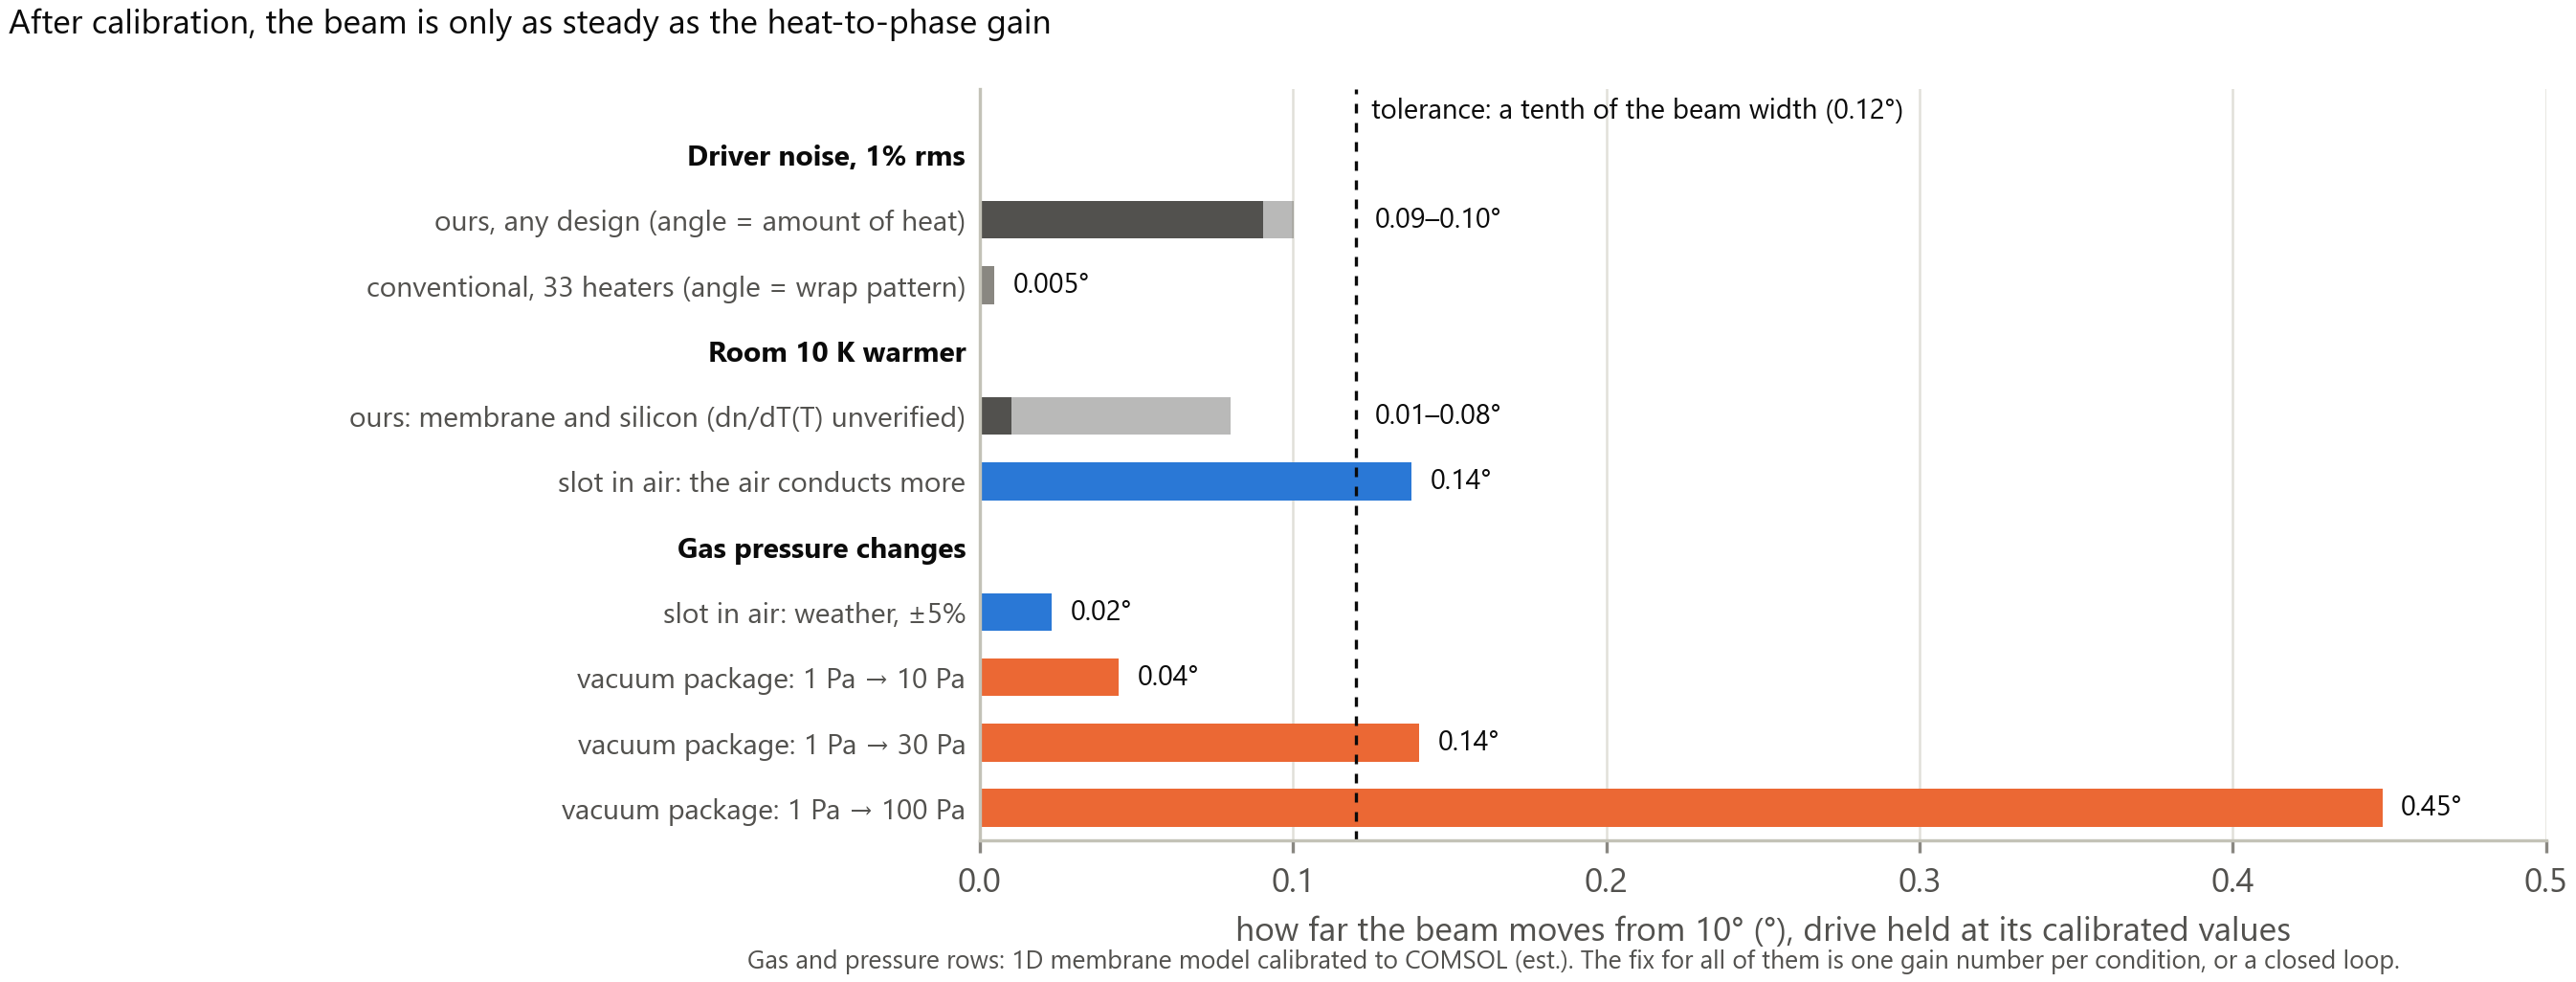 After calibration, the beam is only as steady as the heat-to-phase gain
tolerance: a tenth of the beam width (0.12°)
Driver noise, 1% rms
ours, any design (angle = amount of heat) 0.09–0.10°
conventional, 33 heaters (angle = wrap pattern) 0.005°
Room 10 K warmer
ours: membrane and silicon (dn/dT(T) unverified) 0.01–0.08°
slot in air: the air conducts more 0.14°
Gas pressure changes
slot in air: weather, ±5% 0.02°
vacuum package: 1 Pa → 10 Pa 0.04°
vacuum package: 1 Pa → 30 Pa 0.14°
vacuum package: 1 Pa → 100 Pa 0.45°
0.0 0.1 0.2 0.3 0.4 0.5
how far the beam moves from 10° (°), drive held at its calibrated values
Gas and pressure rows: 1D membrane model calibrated to COMSOL (est.). The fix for all of them is one gain number per condition, or a closed loop.